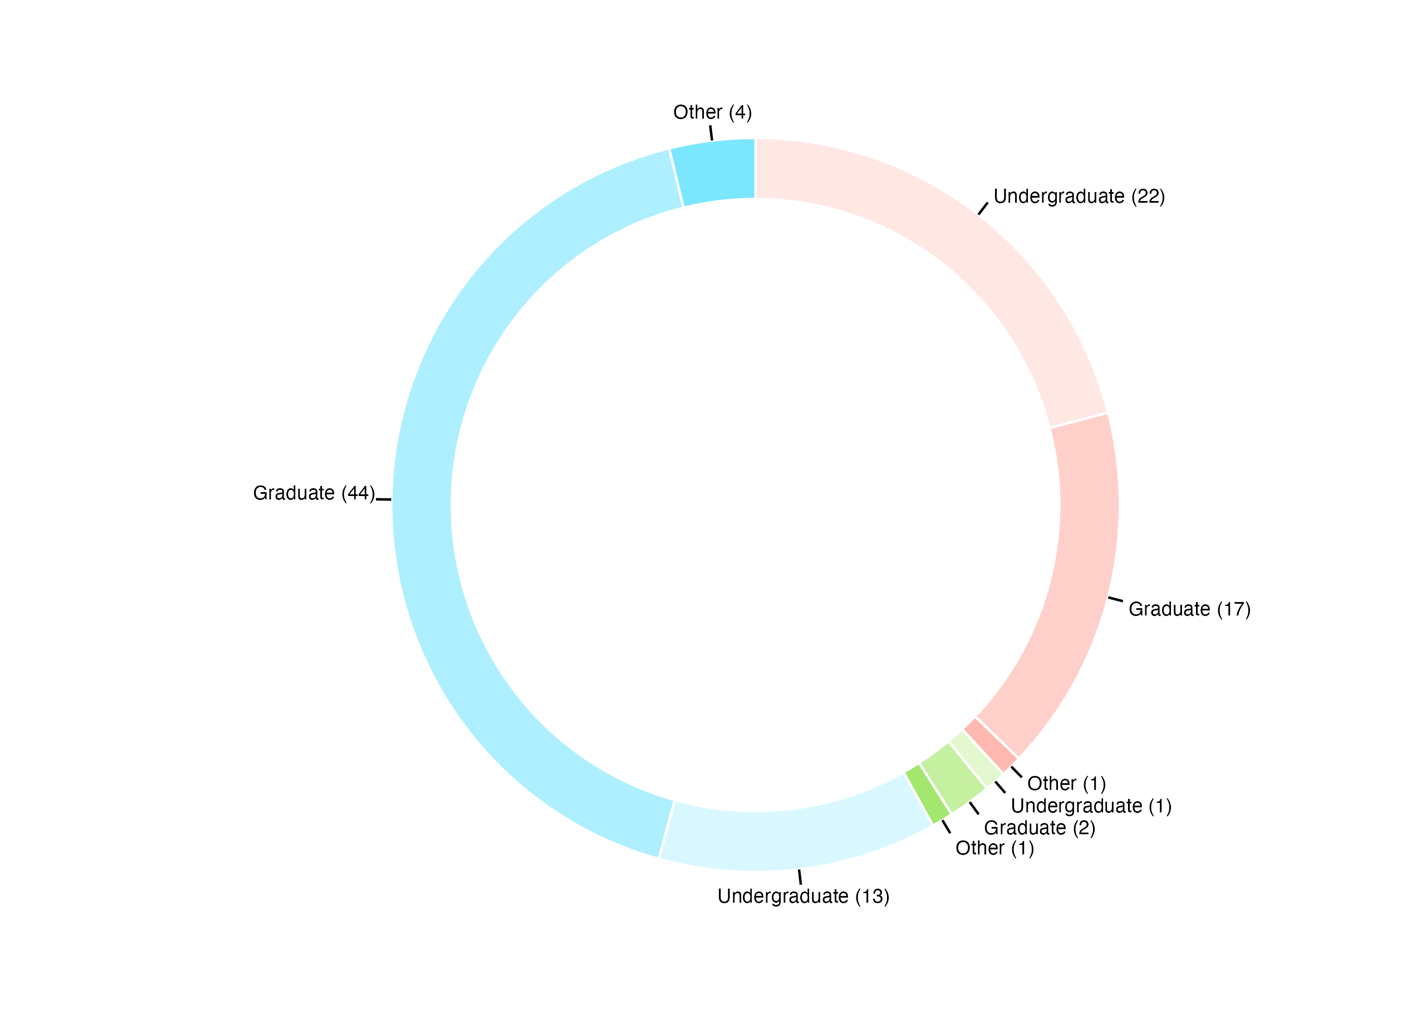 Other (4)
Undergraduate (22)
Graduate (44)
Graduate (17)
Other (1)
Undergraduate (1)
Graduate (2)
Other (1)
Undergraduate (13)